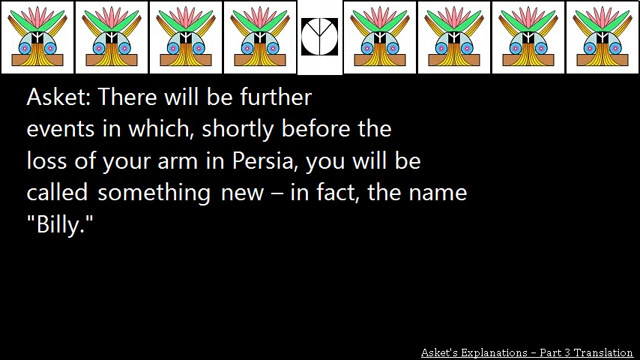 Asket: There will be further
events in which, shortly before the
loss of your arm in Persia, you will be
called something new – in fact, the name
"Billy."
Asket's Explanations – Part 3 Translation